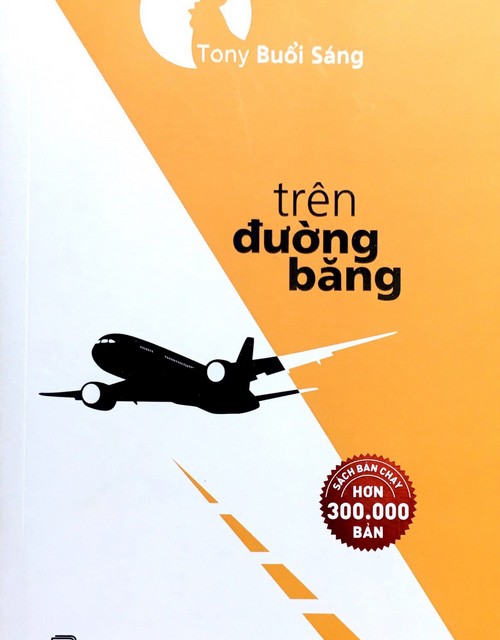 Tony Buổi Sáng
trên
đường
băng
SÁCH BÁN CHẠY
HƠN
300.000
BẢN